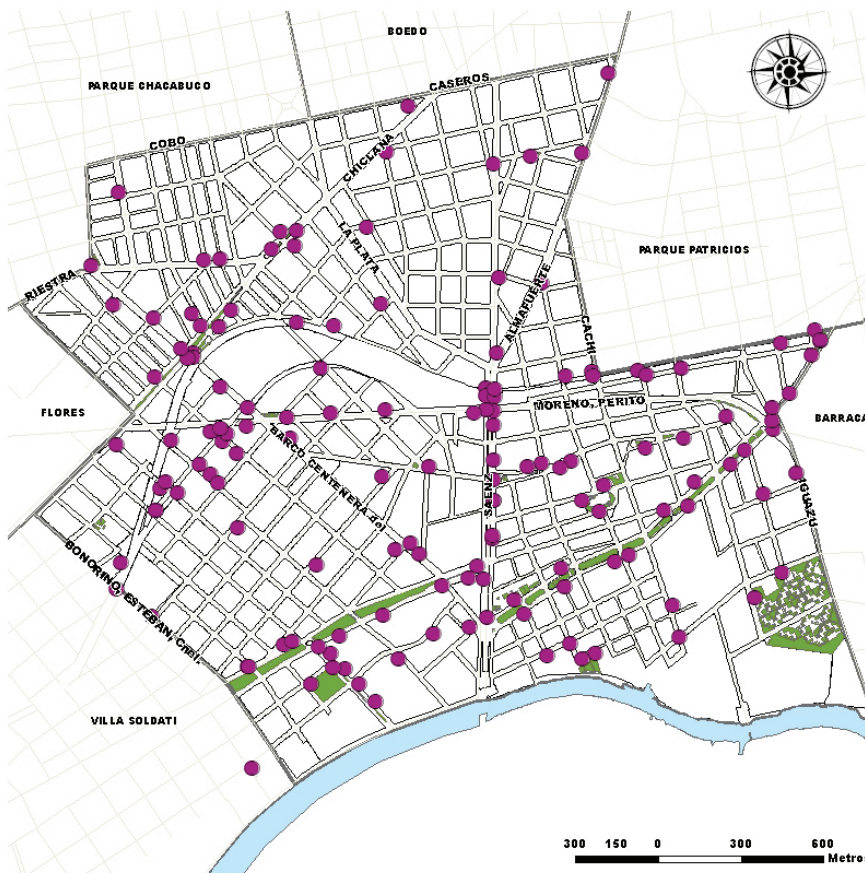 BOEDO
PARQUE CHACABUCO
CASEROS
COBO
CHICLANA
LA PLATA
PARQUE PATRICIOS
RIESTRA
ALMAFUERTE
CACHI
MORENO, PERITO
FLORES
BARRACA
BARCO CENTENERA del
SAENZ
IGUAZU
BONORINO, ESTEBAN, Cnel.
VILLA SOLDATI
300 150 0 300 600
Metros